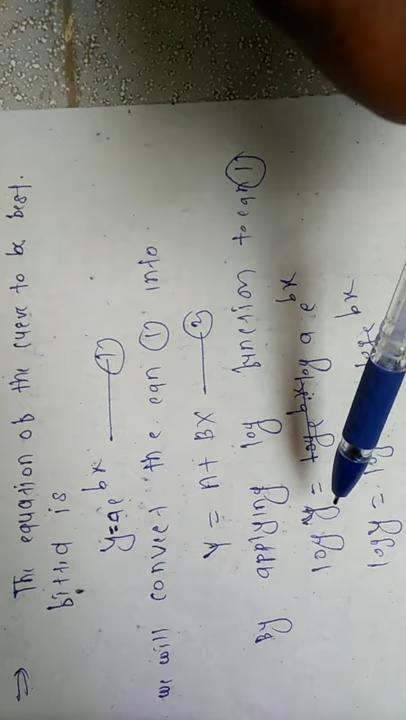 ⇒ The equation of the curve to be best.
fitted is
y=ae^bx —— ①
we will convert the eqn ① into
Y = A + BX —— ②
By applying log function to eqn ①
log y = log a e^bx
log y =